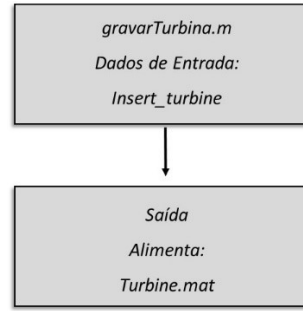 gravarTurbina.m
Dados de Entrada:
Insert_turbine
Saída
Alimenta:
Turbine.mat